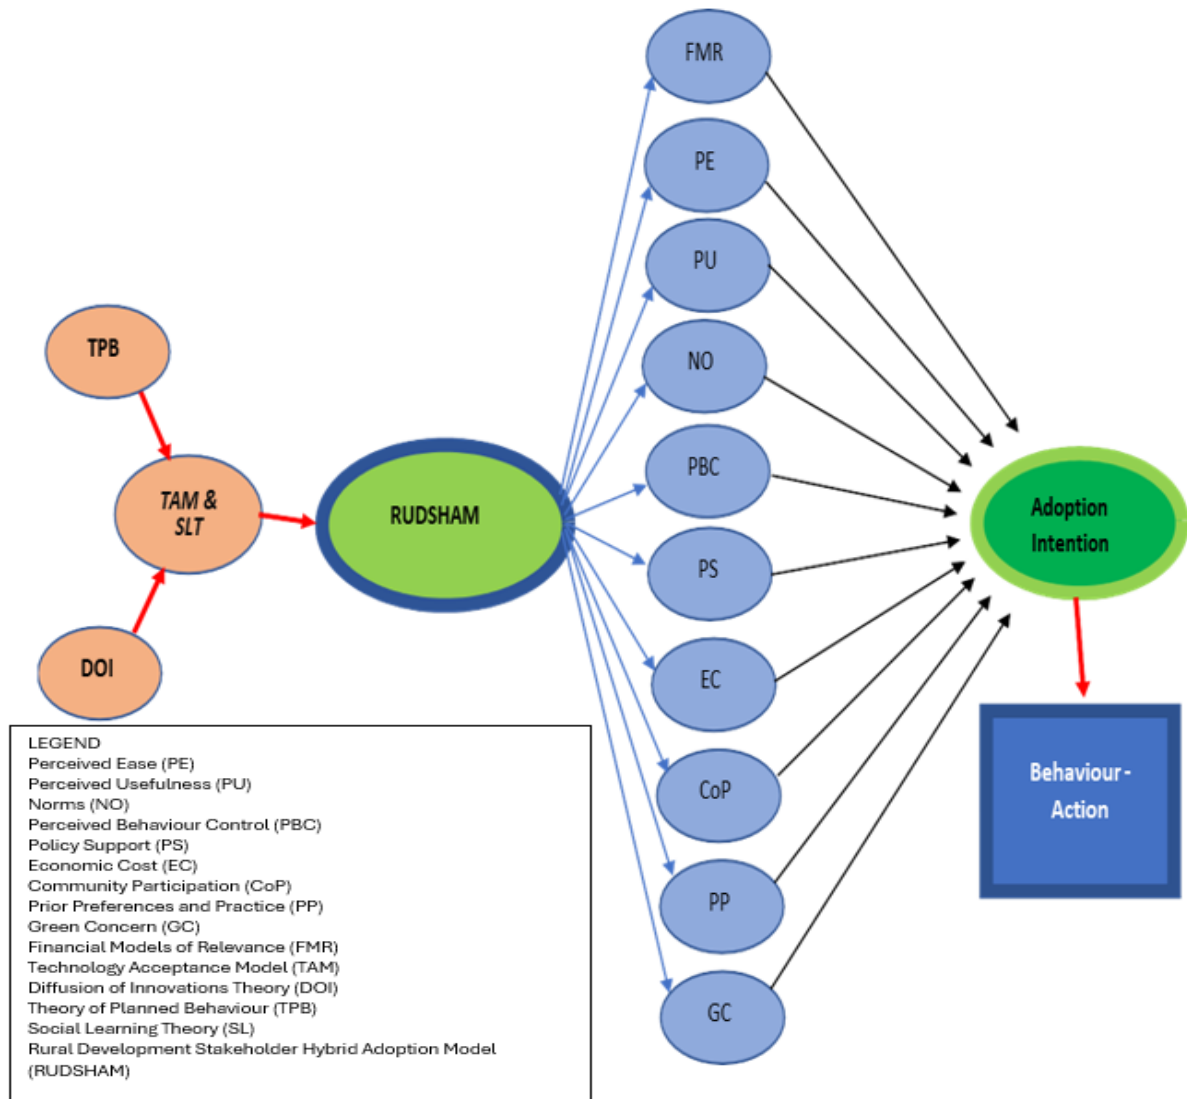 FMR
PE
PU
NO
PBC
PS
EC
CoP
PP
GC
TPB
TAM &
SLT
DOI
RUDSHAM
Adoption
Intention
Behaviour -
Action
LEGEND
Perceived Ease (PE)
Perceived Usefulness (PU)
Norms (NO)
Perceived Behaviour Control (PBC)
Policy Support (PS)
Economic Cost (EC)
Community Participation (CoP)
Prior Preferences and Practice (PP)
Green Concern (GC)
Financial Models of Relevance (FMR)
Technology Acceptance Model (TAM)
Diffusion of Innovations Theory (DOI)
Theory of Planned Behaviour (TPB)
Social Learning Theory (SL)
Rural Development Stakeholder Hybrid Adoption Model
(RUDSHAM)